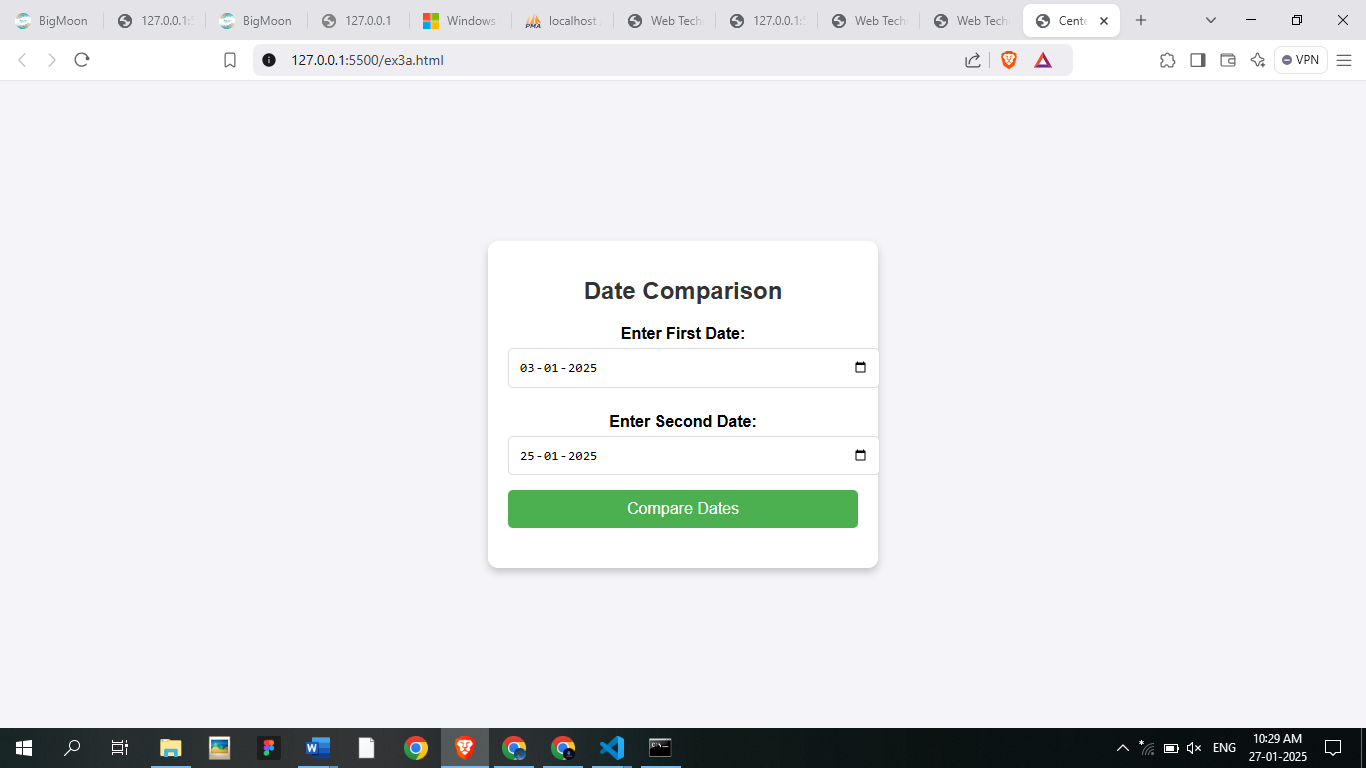 BigMoon
127.0.0.1:5
BigMoon
127.0.0.1
Windows
localhost
Web Tech
127.0.0.1:5
Web Tech
Web Tech
Cente
127.0.0.1:5500/ex3a.html
VPN
Date Comparison
Enter First Date:
03-01-2025
Enter Second Date:
25-01-2025
Compare Dates
ENG
10:29 AM
27-01-2025